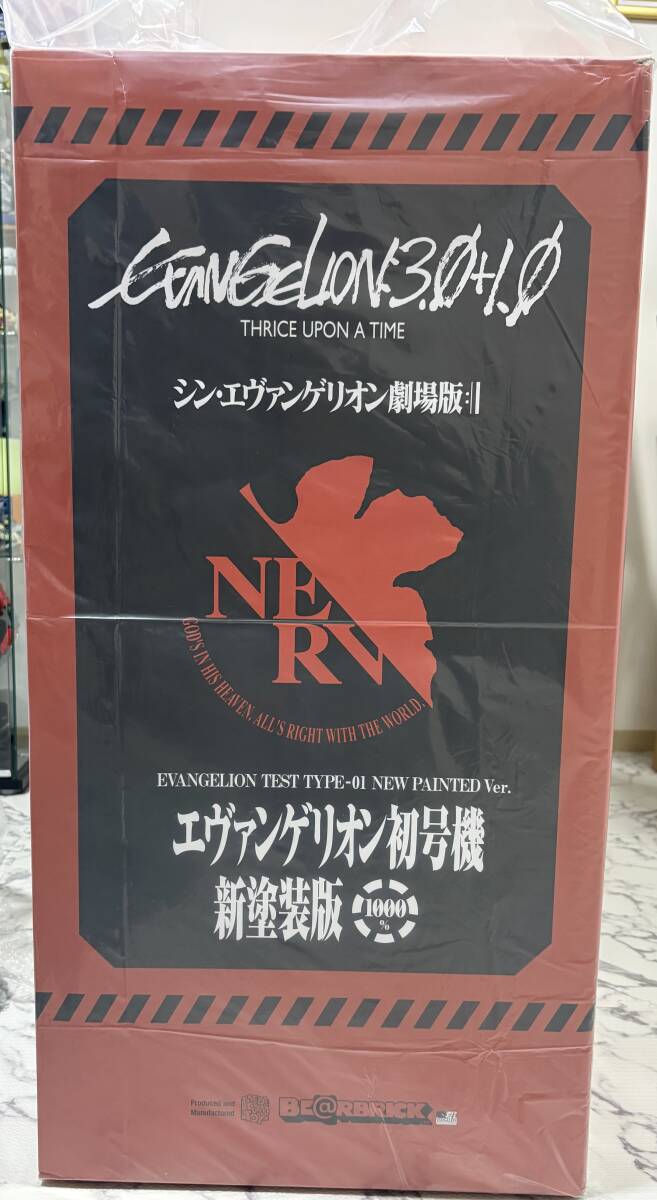 EVANGELION:3.0+1.0
THRICE UPON A TIME
シン・エヴァンゲリオン劇場版:||
NERV
GOD'S IN HIS HEAVEN. ALL'S RIGHT WITH THE WORLD.
EVANGELION TEST TYPE-01 NEW PAINTED Ver.
エヴァンゲリオン初号機
新塗装版 1000%
Produced and
Manufactured
MEDICOM TOY BE@RBRICK